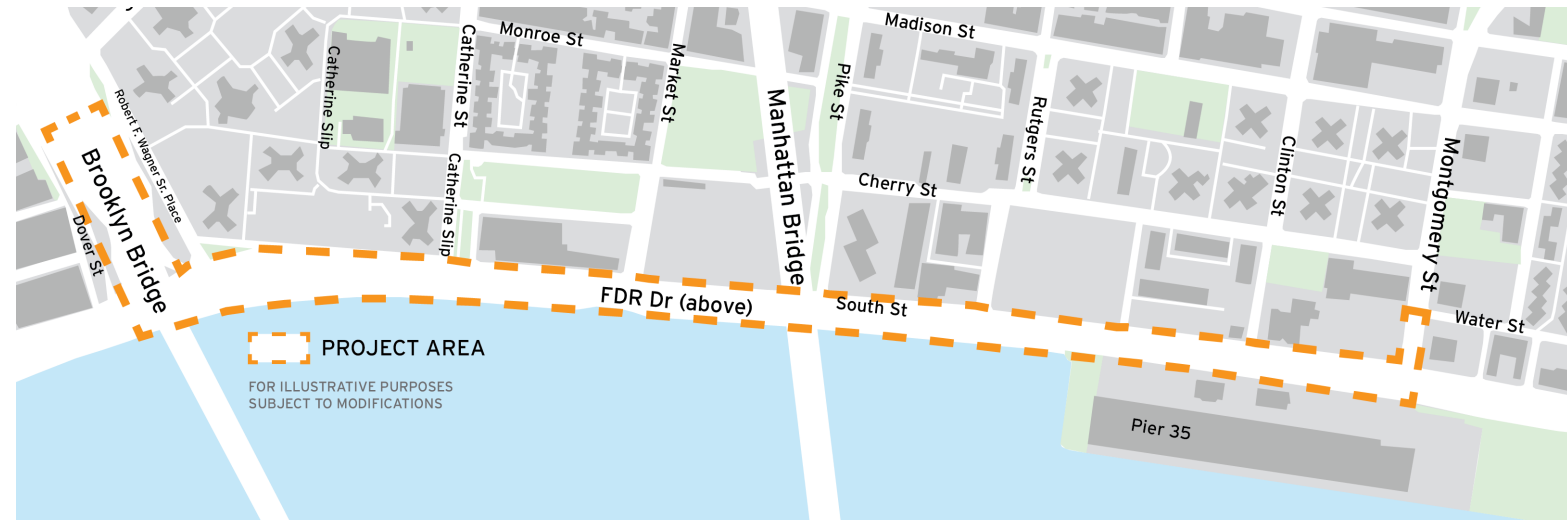 Monroe St
Madison St
Catherine Slip
Catherine St
Market St
Pike St
Manhattan Bridge
Rutgers St
Clinton St
Montgomery St
Robert F. Wagner Sr. Place
Brooklyn Bridge
Dover St
Catherine Slip
Cherry St
FDR Dr (above)
South St
Water St
PROJECT AREA
FOR ILLUSTRATIVE PURPOSES
SUBJECT TO MODIFICATIONS
Pier 35